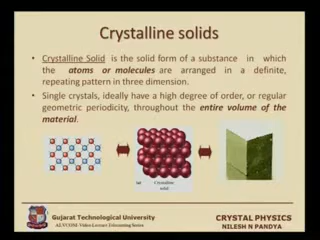 Crystalline solids
• Crystalline Solid is the solid form of a substance in which
the atoms or molecules are arranged in a definite,
repeating pattern in three dimension.
• Single crystals, ideally have a high degree of order, or regular
geometric periodicity, throughout the entire volume of the
material.
Crystalline
solid
Gujarat Technological University
CRYSTAL PHYSICS
NILESH N PANDYA